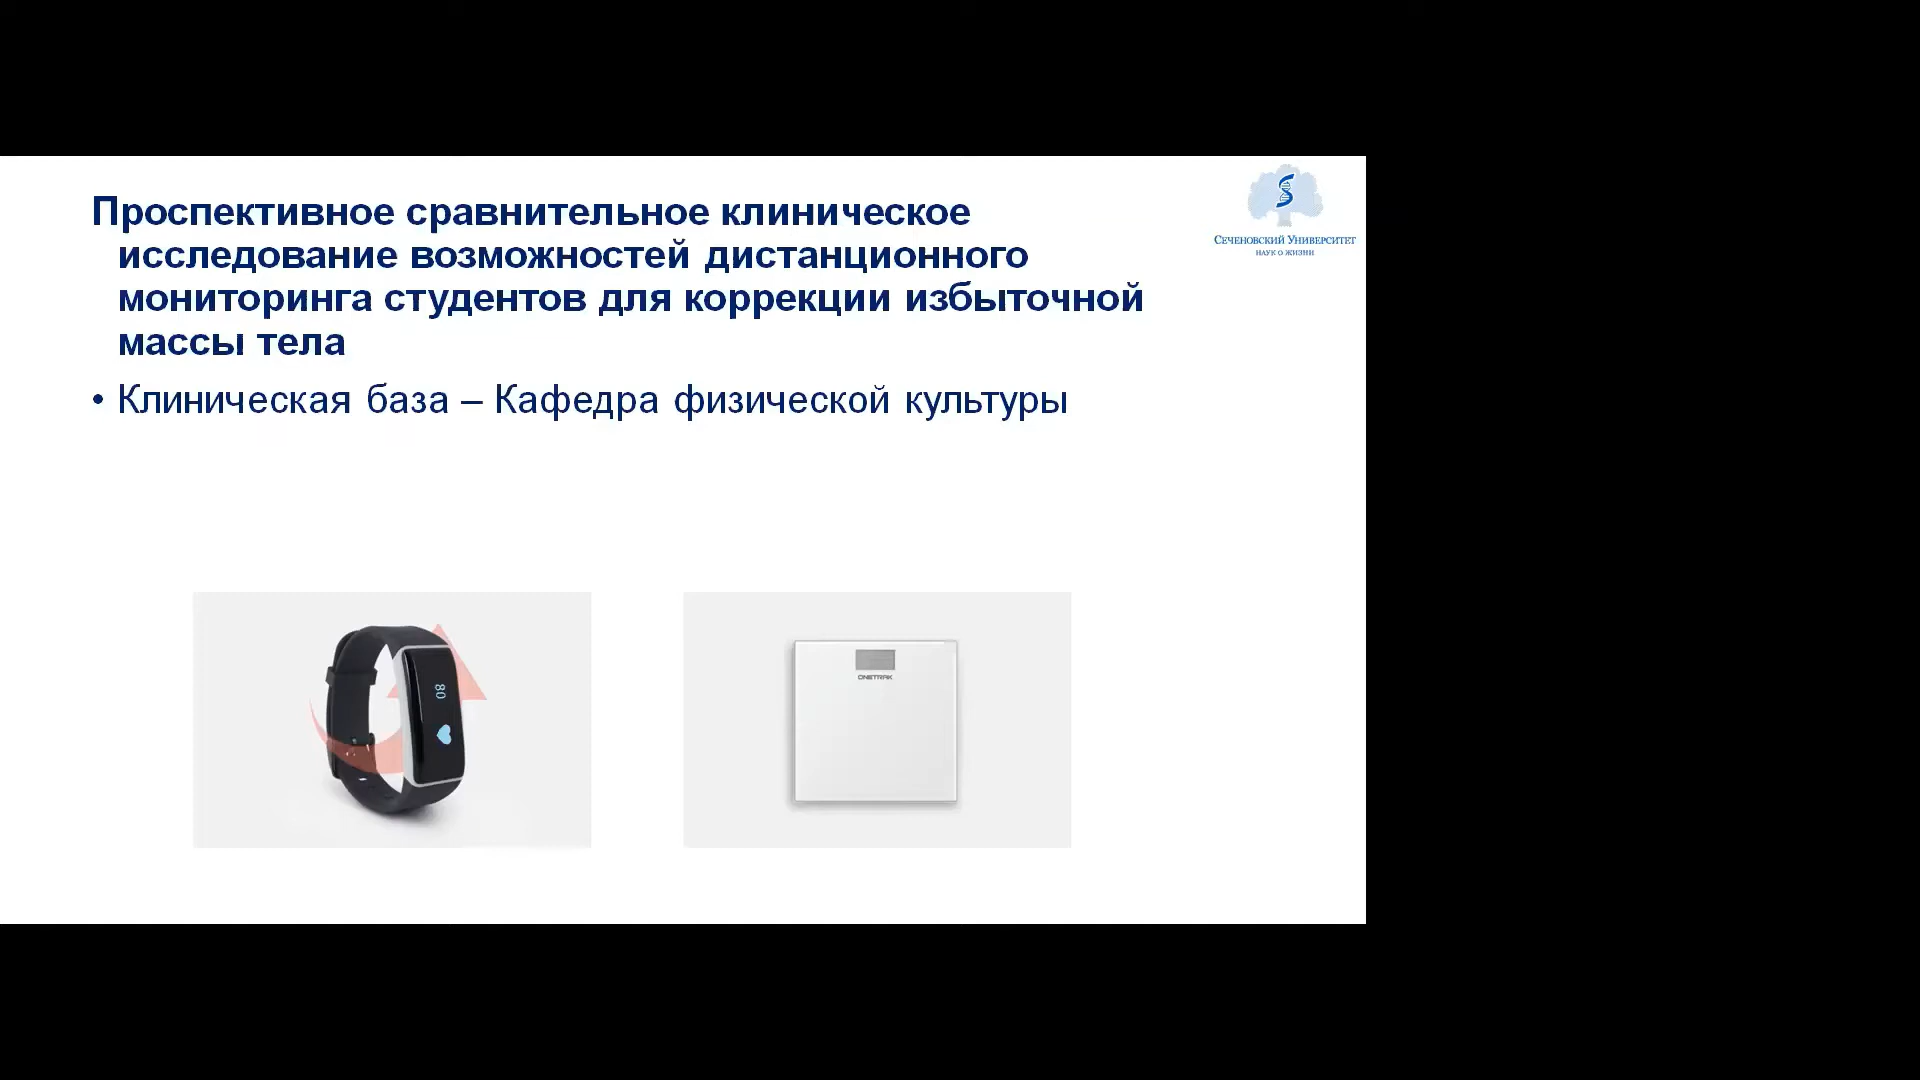 Проспективное сравнительное клиническое
исследование возможностей дистанционного
мониторинга студентов для коррекции избыточной
массы тела
• Клиническая база – Кафедра физической культуры
СЕЧЕНОВСКИЙ УНИВЕРСИТЕТ
НАУК О ЖИЗНИ
80
ONETRAK